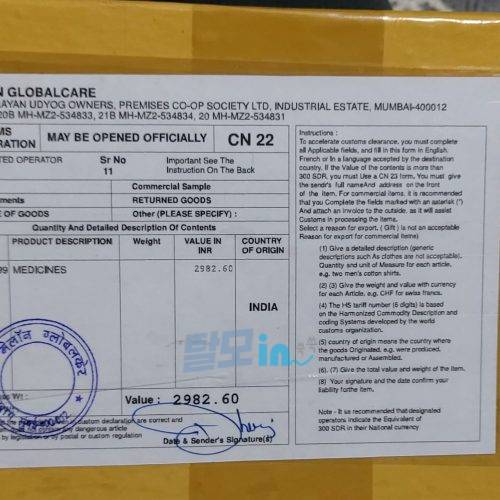 N GLOBALCARE
AYAN UDYOG OWNERS, PREMISES CO-OP SOCIETY LTD, INDUSTRIAL ESTATE, MUMBAI-400012
20B MH-MZ2-534833, 21B MH-MZ2-534834, 20 MH-MZ2-534831
MS
RATION
MAY BE OPENED OFFICIALLY
CN 22
TED OPERATOR
Sr No
11
Important See The
Instruction On The Back
Commercial Sample
ments
RETURNED GOODS
E OF GOODS
Other (PLEASE SPECIFY) :
Quantity And Detailed Description Of Contents
PRODUCT DESCRIPTION
Weight
VALUE IN
INR
COUNTRY
OF ORIGIN
99 MEDICINES
2982.60
INDIA
탈모in
मेलॉन ग्लोबलकेर
Value : 2982.60
customs declaration are correct and
any dangerous article
by legislation or by postal or custom regulation
Date & Sender's Signature(s)
Instructions :
To accelerate customs clearance, you must complete
all Applicable fields, and fill in this form in English,
French or In a language accepted by the destination
country. If the Value of the contents is more than
300 SDR, you must Use a CN 23 form. You must give
the sendr's full nameAnd address on the front
of the item. For commercial items. it is recommended
that you Complete the fields marked with an asterisk (*)
And attach an invoice to the outside. as it will assist
Customs in processing the items.
Select a reason for export. ( Gift ) is not an acceptable
Reason for export for commercial items)
(1) Give a detailed description (generic
descriptions such As clothes are not acceptable).
Quantity and unit of Measure for each article,
e.g. two men's cotton shirts.
(2) (3) Give the weight and value with currency
for each Article, e.g. CHF for swiss francs.
(4) The HS tariff number (6 digits) is based
on the Harmonized Commodity Description and
coding Systems developed by the world
customs organization.
(5) country of origin means the country where
the goods Originated, e.g. were produced,
manufactured or Assembled.
(6). (7) Give the total value and weight of the item.
(8) Your signature and the date confirm your
liability forthe item.
Note - It is recommended that designated
operators indicate the Equivalent of
300 SDR in their National currency